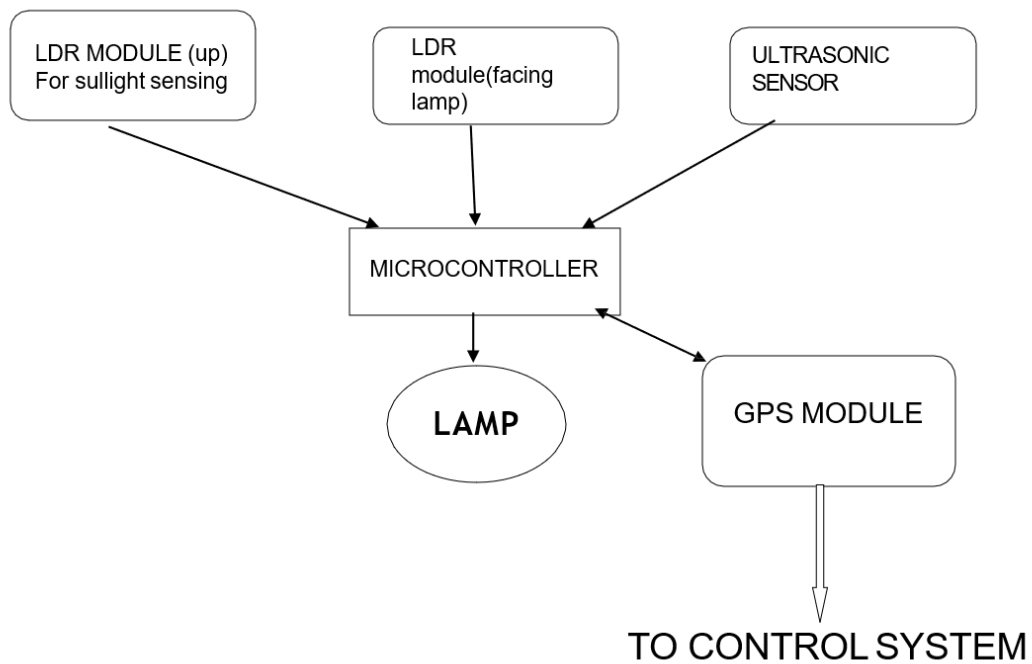 LDR MODULE (up)
For sullight sensing
LDR
module(facing
lamp)
ULTRASONIC
SENSOR
MICROCONTROLLER
LAMP
GPS MODULE
TO CONTROL SYSTEM